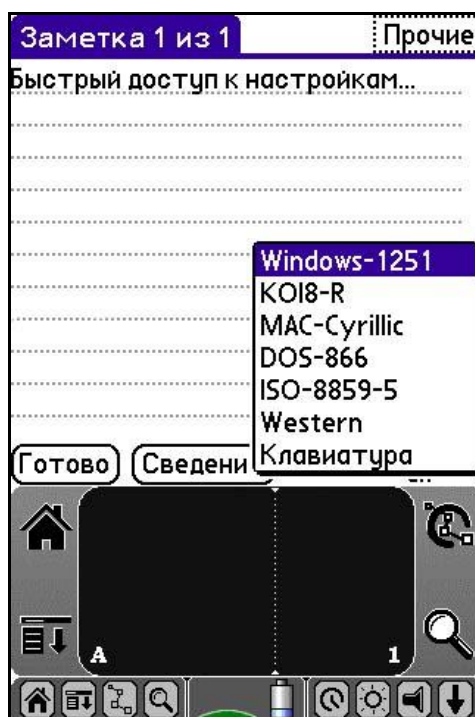 Заметка 1 из 1
Прочие
Быстрый доступ к настройкам...
Windows-1251
KOI8-R
MAC-Cyrillic
DOS-866
ISO-8859-5
Western
Клавиатура
Готово
Сведени
A
1